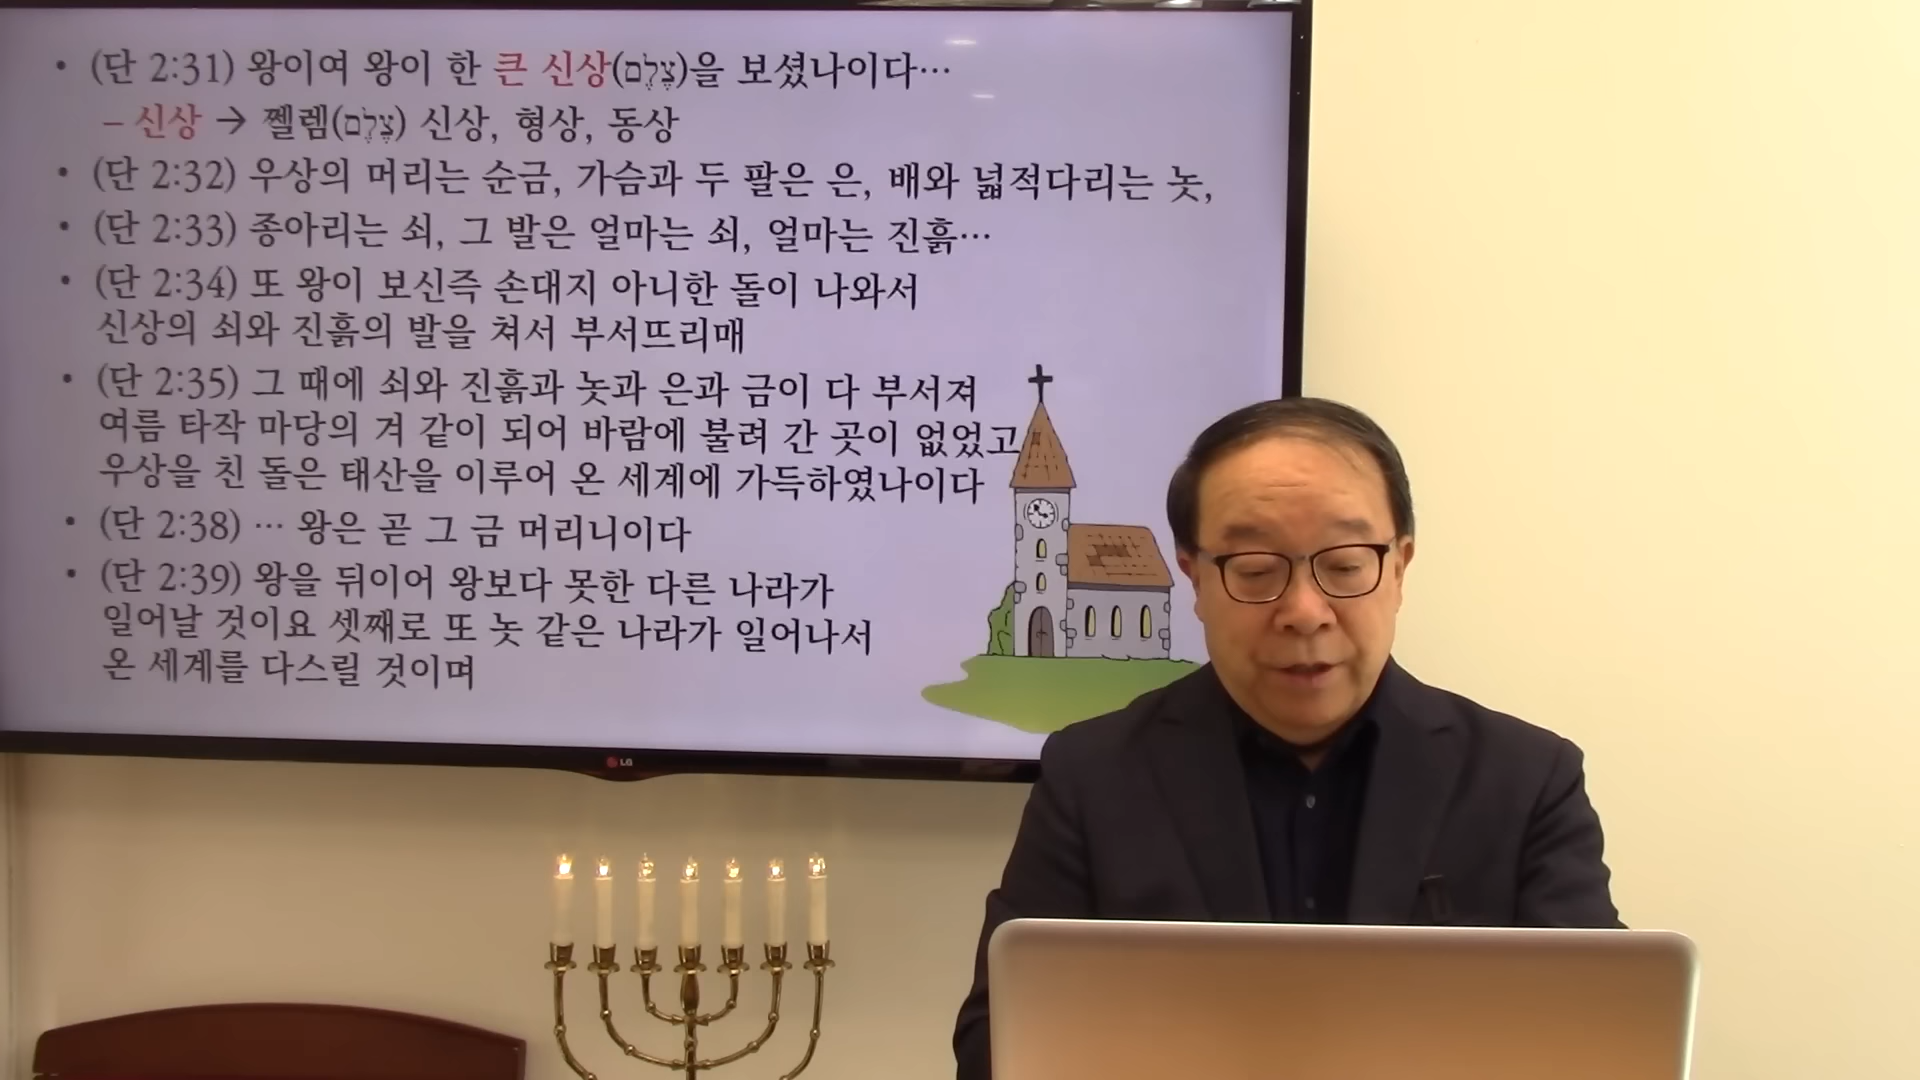 • (단 2:31) 왕이여 왕이 한 큰 신상(צֶלֶם)을 보셨나이다…
– 신상 → 쩰렘(צֶלֶם) 신상, 형상, 동상
• (단 2:32) 우상의 머리는 순금, 가슴과 두 팔은 은, 배와 넓적다리는 놋,
• (단 2:33) 종아리는 쇠, 그 발은 얼마는 쇠, 얼마는 진흙…
• (단 2:34) 또 왕이 보신즉 손대지 아니한 돌이 나와서
신상의 쇠와 진흙의 발을 쳐서 부서뜨리매
• (단 2:35) 그 때에 쇠와 진흙과 놋과 은과 금이 다 부서져
여름 타작 마당의 겨 같이 되어 바람에 불려 간 곳이 없었고
우상을 친 돌은 태산을 이루어 온 세계에 가득하였나이다
• (단 2:38) … 왕은 곧 그 금 머리니이다
• (단 2:39) 왕을 뒤이어 왕보다 못한 다른 나라가
일어날 것이요 셋째로 또 놋 같은 나라가 일어나서
온 세계를 다스릴 것이며
LG